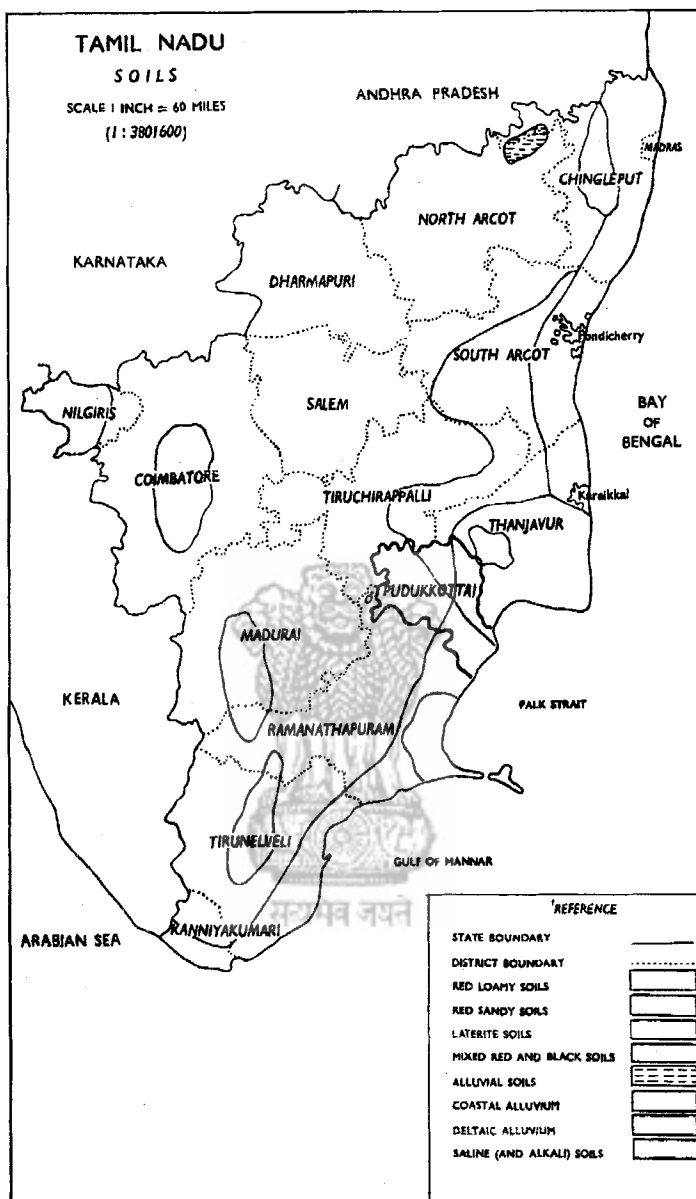 TAMIL NADU
SOILS
SCALE 1 INCH = 60 MILES
(1:3801600)
ANDHRA PRADESH
MADRAS
CHINGLEPUT
NORTH ARCOT
KARNATAKA
DHARMAPURI
Pondicherry
SOUTH ARCOT
NILGIRIS
SALEM
BAY
OF
BENGAL
COIMBATORE
TIRUCHIRAPPALLI
Karaikkal
THANJAVUR
PUDUKKOTTAI
MADURAI
KERALA
PALK STRAIT
RAMANATHAPURAM
TIRUNELVELI
GULF OF MANNAR
सत्यमेव जयते
KANNIYAKUMARI
ARABIAN SEA
REFERENCE
STATE BOUNDARY
DISTRICT BOUNDARY
RED LOAMY SOILS
RED SANDY SOILS
LATERITE SOILS
MIXED RED AND BLACK SOILS
ALLUVIAL SOILS
COASTAL ALLUVIUM
DELTAIC ALLUVIUM
SALINE (AND ALKALI) SOILS